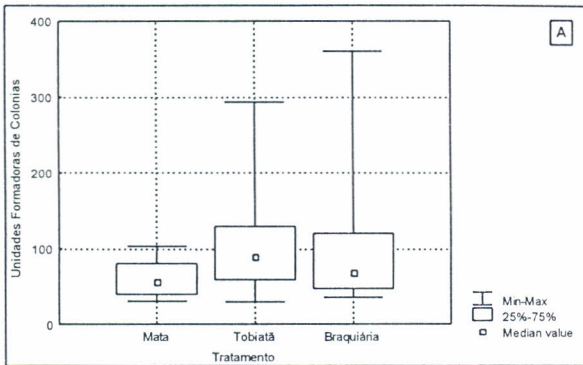 A
Unidades Formadoras de Colonias
400
300
200
100
0
Mata Tobiatã Braquiária
Tratamento
Min-Max
25%-75%
Median value